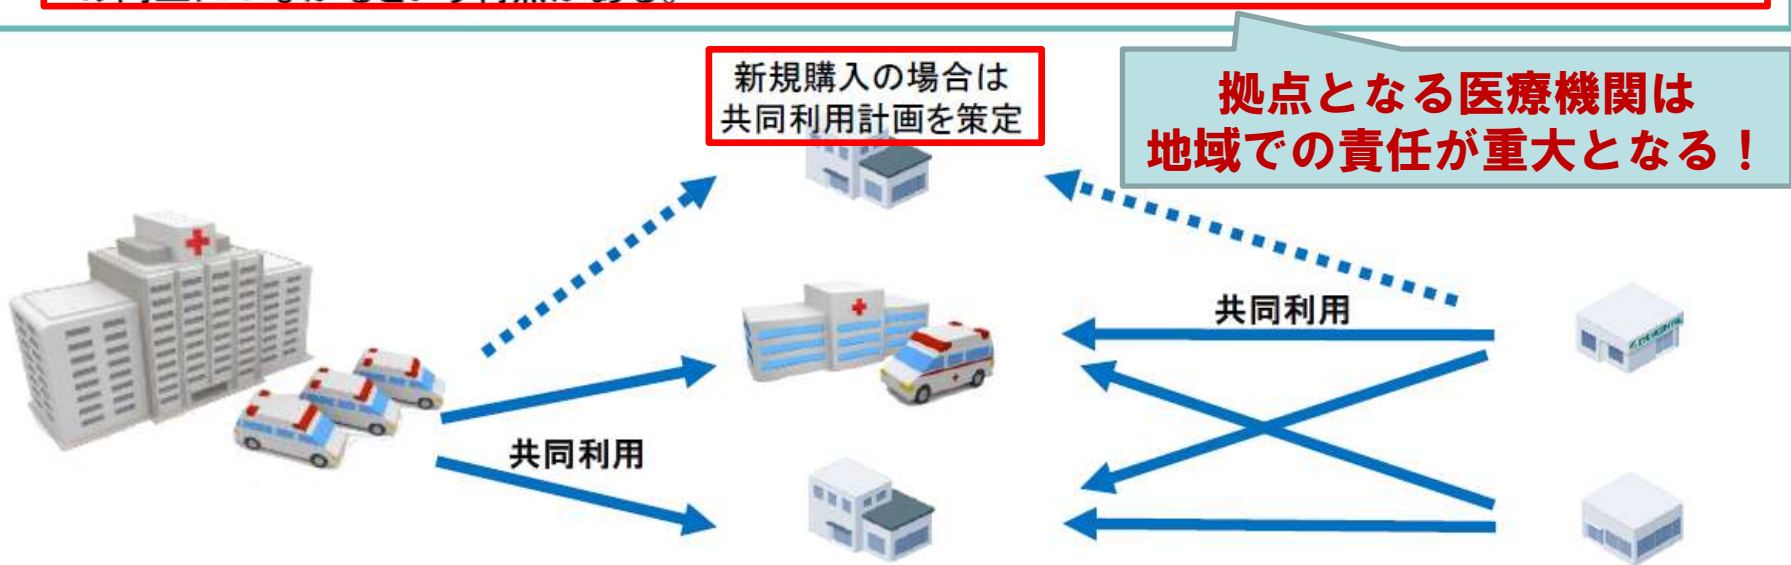 新規購入の場合は
共同利用計画を策定
拠点となる医療機関は
地域での責任が重大となる！
共同利用
共同利用